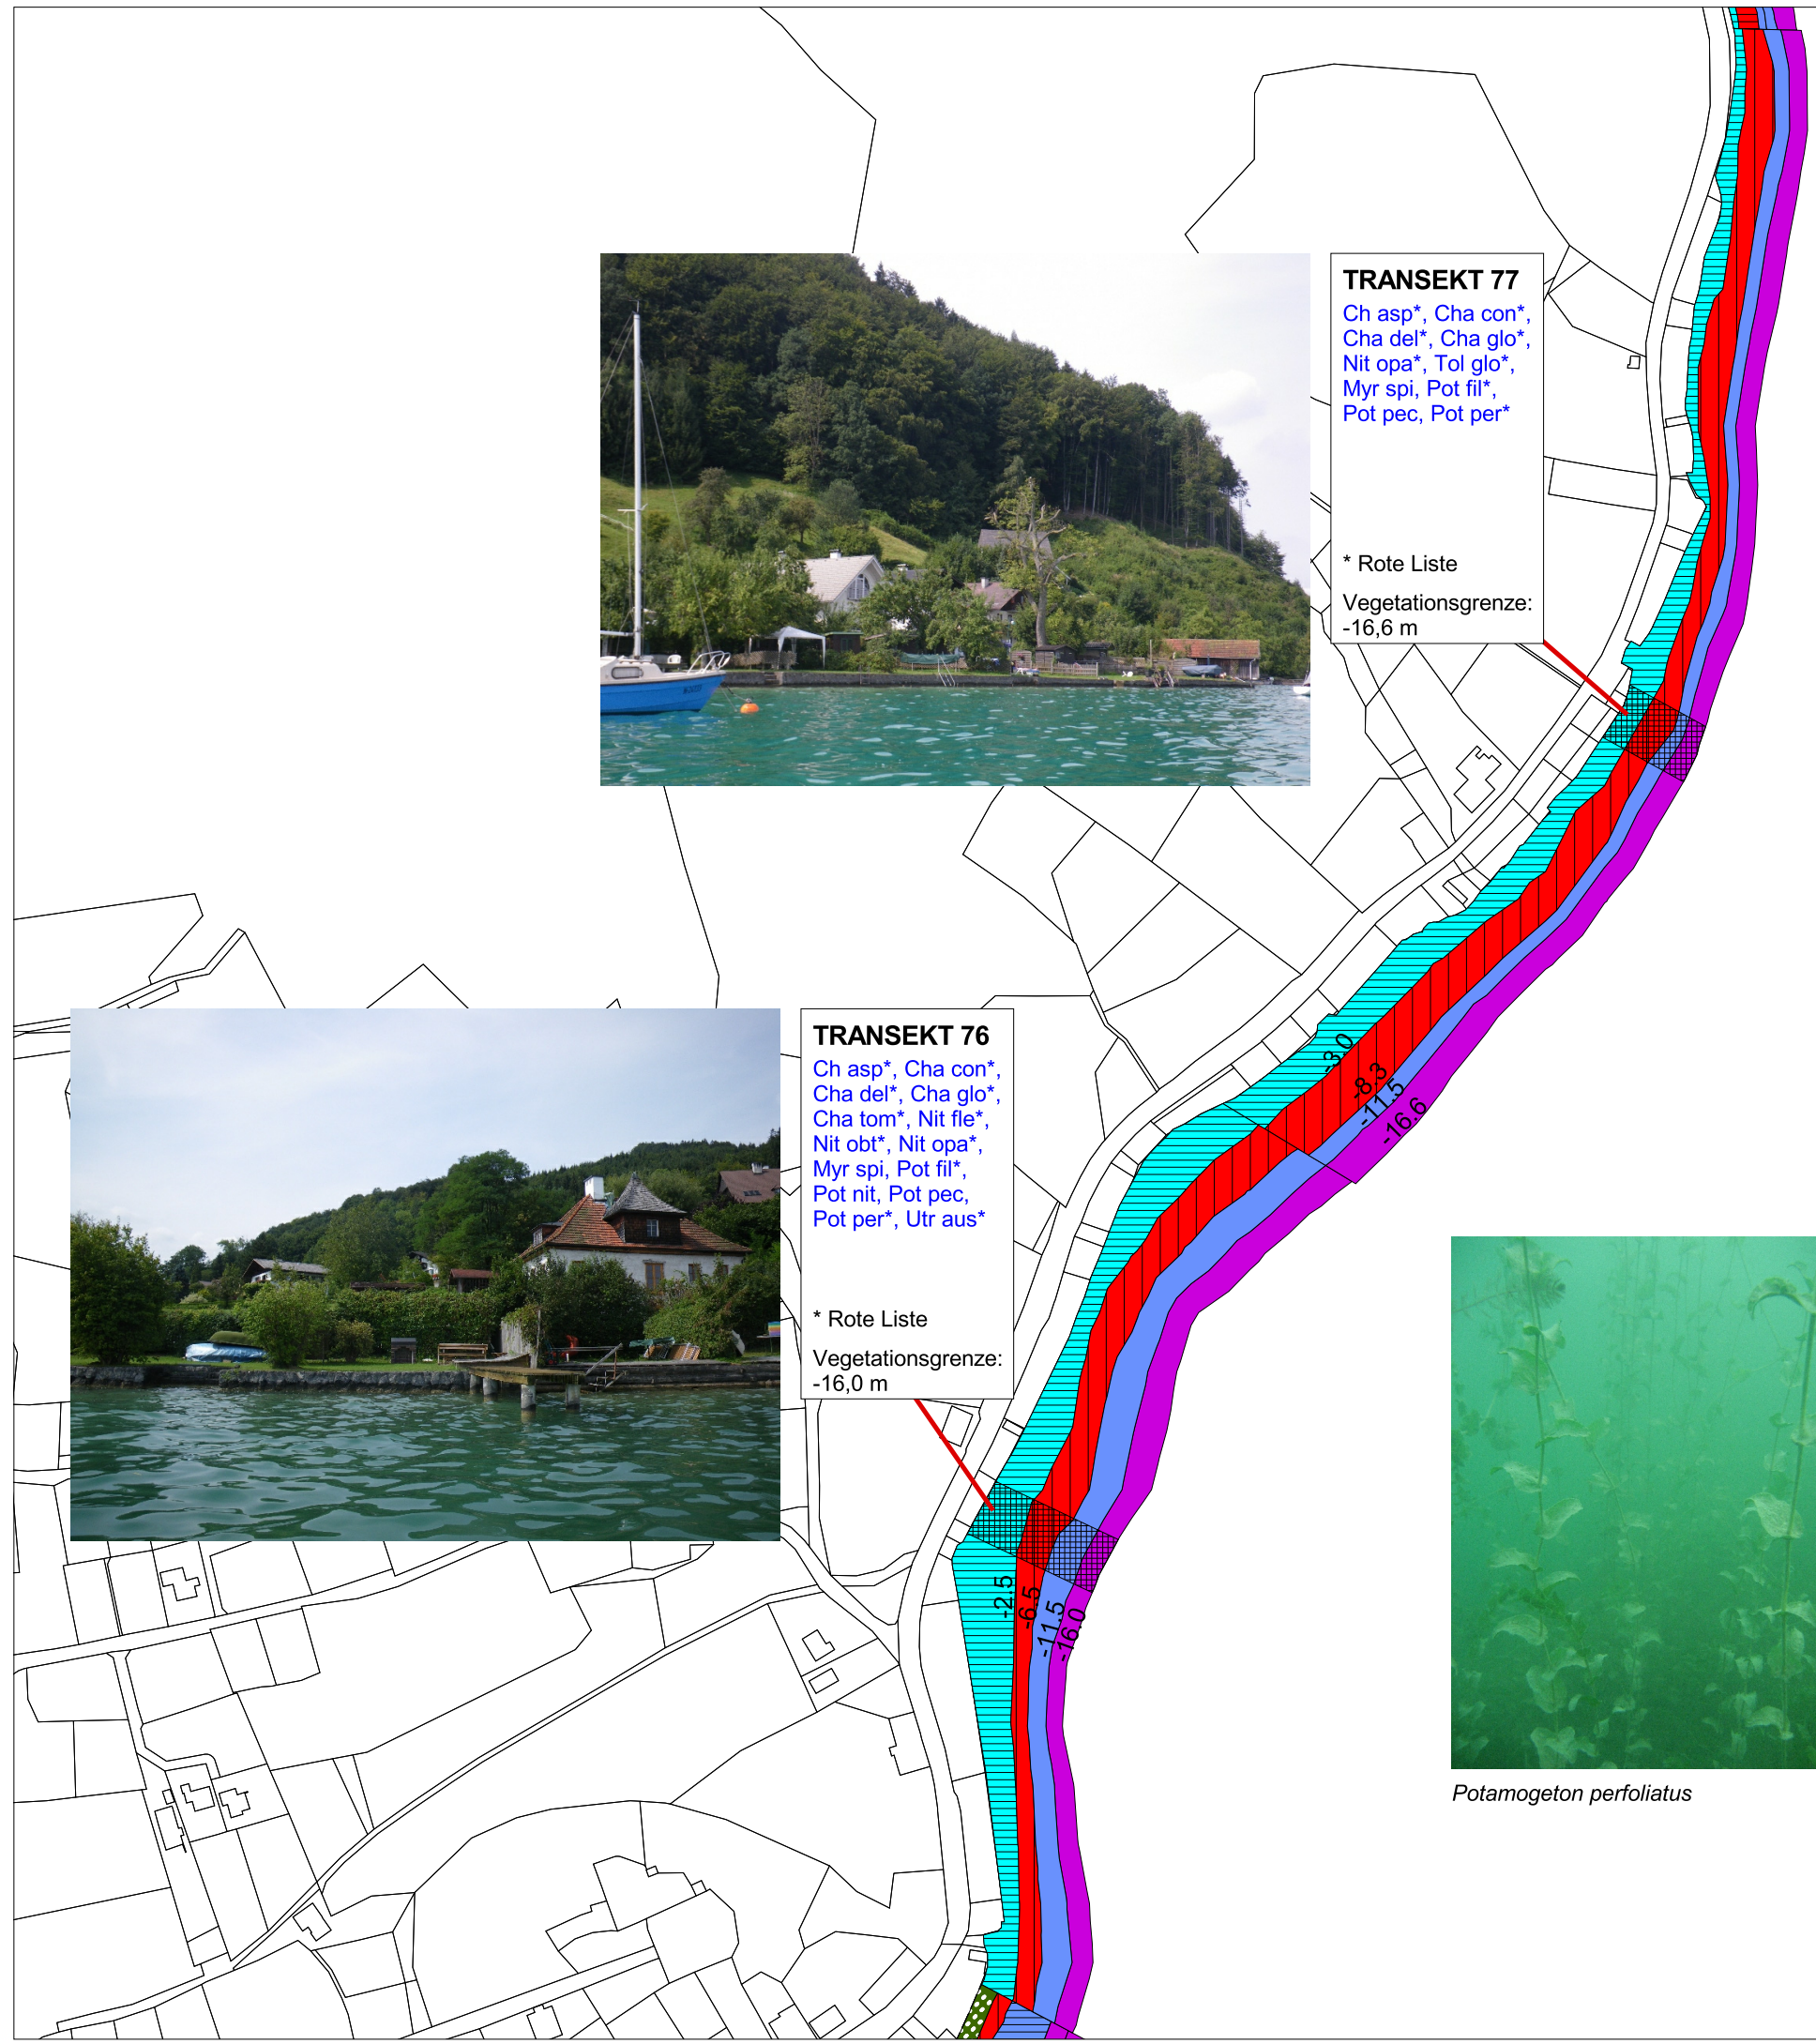 TRANSEKT 77
Ch asp*, Cha con*,
Cha del*, Cha glo*,
Nit opa*, Tol glo*,
Myr spi, Pot fil*,
Pot pec, Pot per*
* Rote Liste
Vegetationsgrenze:
-16,6 m
TRANSEKT 76
Ch asp*, Cha con*,
Cha del*, Cha glo*,
Cha tom*, Nit fle*,
Nit obt*, Nit opa*,
Myr spi, Pot fil*,
Pot nit, Pot pec,
Pot per*, Utr aus*
* Rote Liste
Vegetationsgrenze:
-16,0 m
-3.0
-8.3
-11.5
-16.6
-2.5
-6.5
-11.5
-16.0
Potamogeton perfoliatus